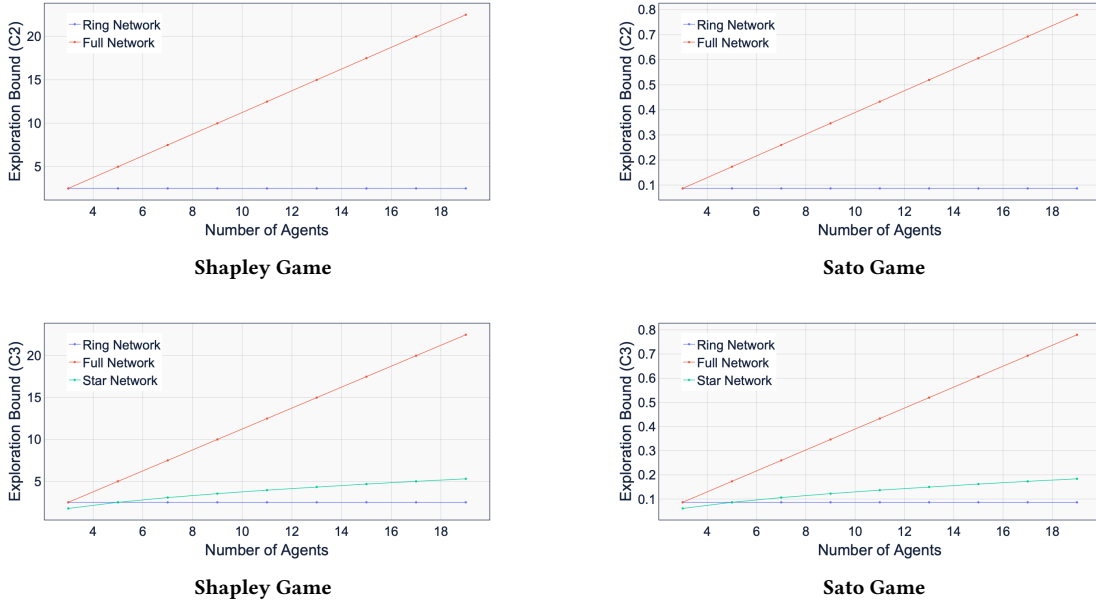 Exploration Bound (C2)
20
15
10
5
Ring Network
Full Network
4 6 8 10 12 14 16 18
Number of Agents
Shapley Game
Exploration Bound (C2)
0.8
0.7
0.6
0.5
0.4
0.3
0.2
0.1
Ring Network
Full Network
4 6 8 10 12 14 16 18
Number of Agents
Sato Game
Exploration Bound (C3)
20
15
10
5
Ring Network
Full Network
Star Network
4 6 8 10 12 14 16 18
Number of Agents
Shapley Game
Exploration Bound (C3)
0.8
0.7
0.6
0.5
0.4
0.3
0.2
0.1
Ring Network
Full Network
Star Network
4 6 8 10 12 14 16 18
Number of Agents
Sato Game